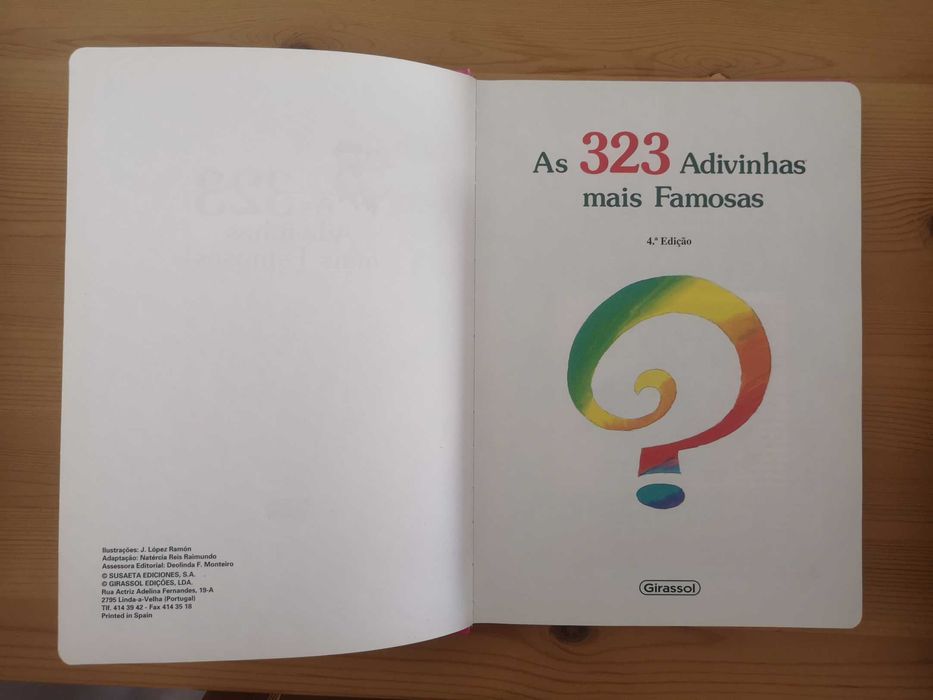 Ilustrações: J. López Ramón
Adaptação: Natércia Reis Raimundo
Assessora Editorial: Deolinda F. Monteiro
© SUSAETA EDICIONES, S.A.
© GIRASSOL EDIÇÕES, LDA.
Rua Actriz Adelina Fernandes, 19-A
2795 Linda-a-Velha (Portugal)
Tlf. 414 39 42 - Fax 414 35 18
Printed in Spain
As 323 Adivinhas
mais Famosas
4.ª Edição
Girassol